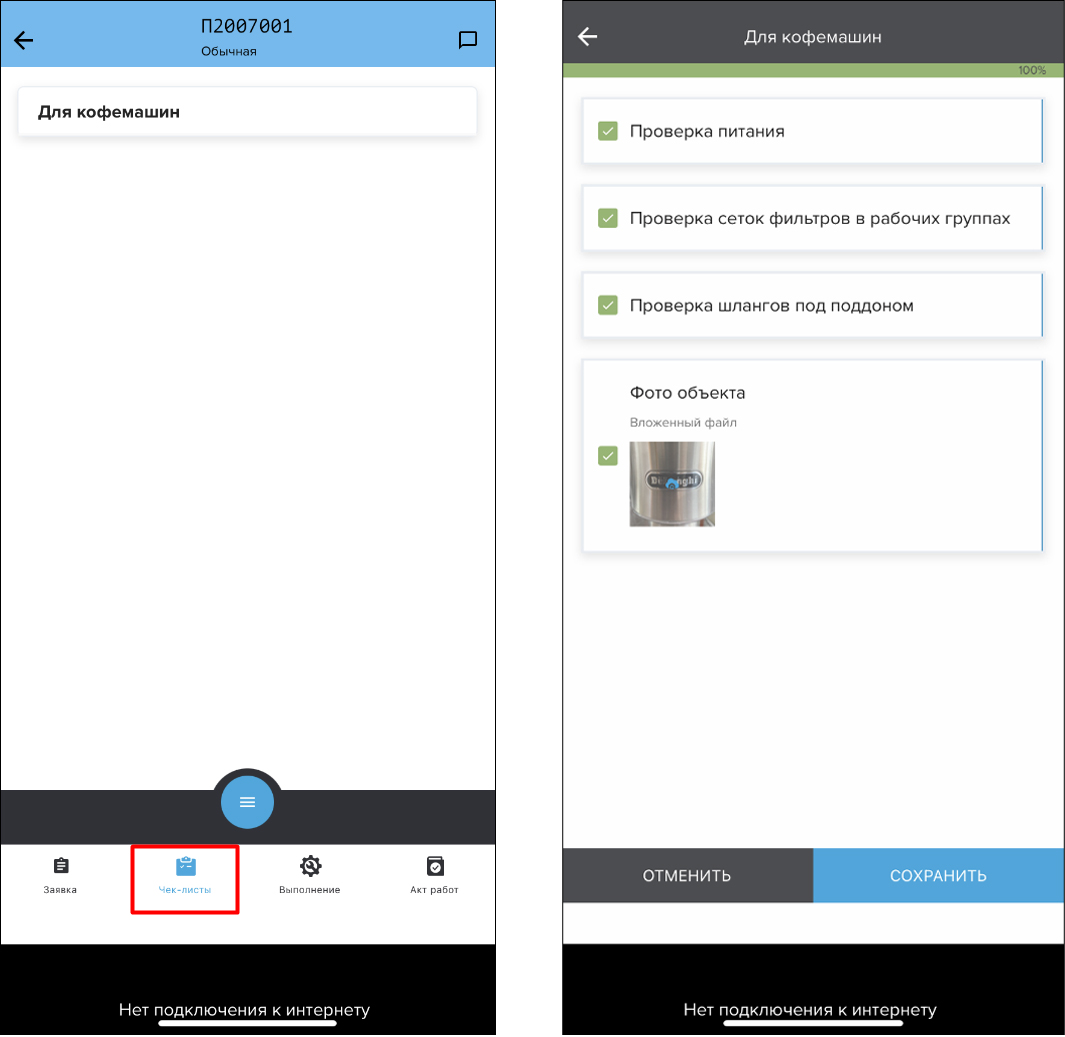 П2007001
Обычная
Для кофемашин
Заявка
Чек-листы
Выполнение
Акт работ
Нет подключения к интернету
Для кофемашин
100%
Проверка питания
Проверка сеток фильтров в рабочих группах
Проверка шлангов под поддоном
Фото объекта
Вложенный файл
ОТМЕНИТЬ
СОХРАНИТЬ
Нет подключения к интернету